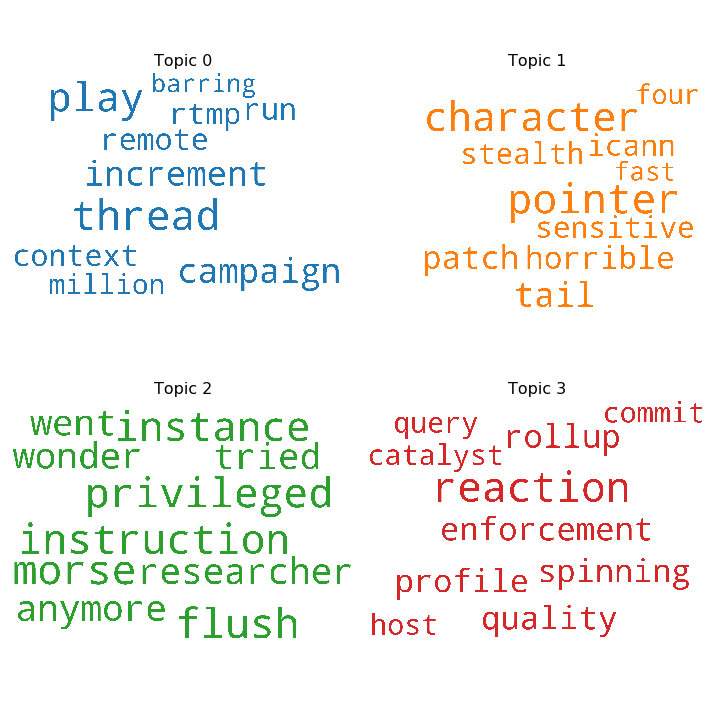 Topic 0
barring
play
rtmp run
remote
increment
thread
context
campaign
million
Topic 1
four
character
icann
stealth
fast
pointer
sensitive
patch horrible
tail
Topic 2
went instance
wonder tried
privileged
instruction
morse researcher
anymore
flush
Topic 3
commit
query
rollup
catalyst
reaction
enforcement
spinning
profile
quality
host